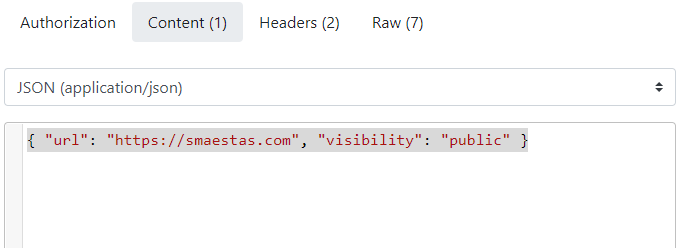 Authorization Content (1) Headers (2) Raw (7)
JSON (application/json)
{ "url": "https://smaestas.com", "visibility": "public" }